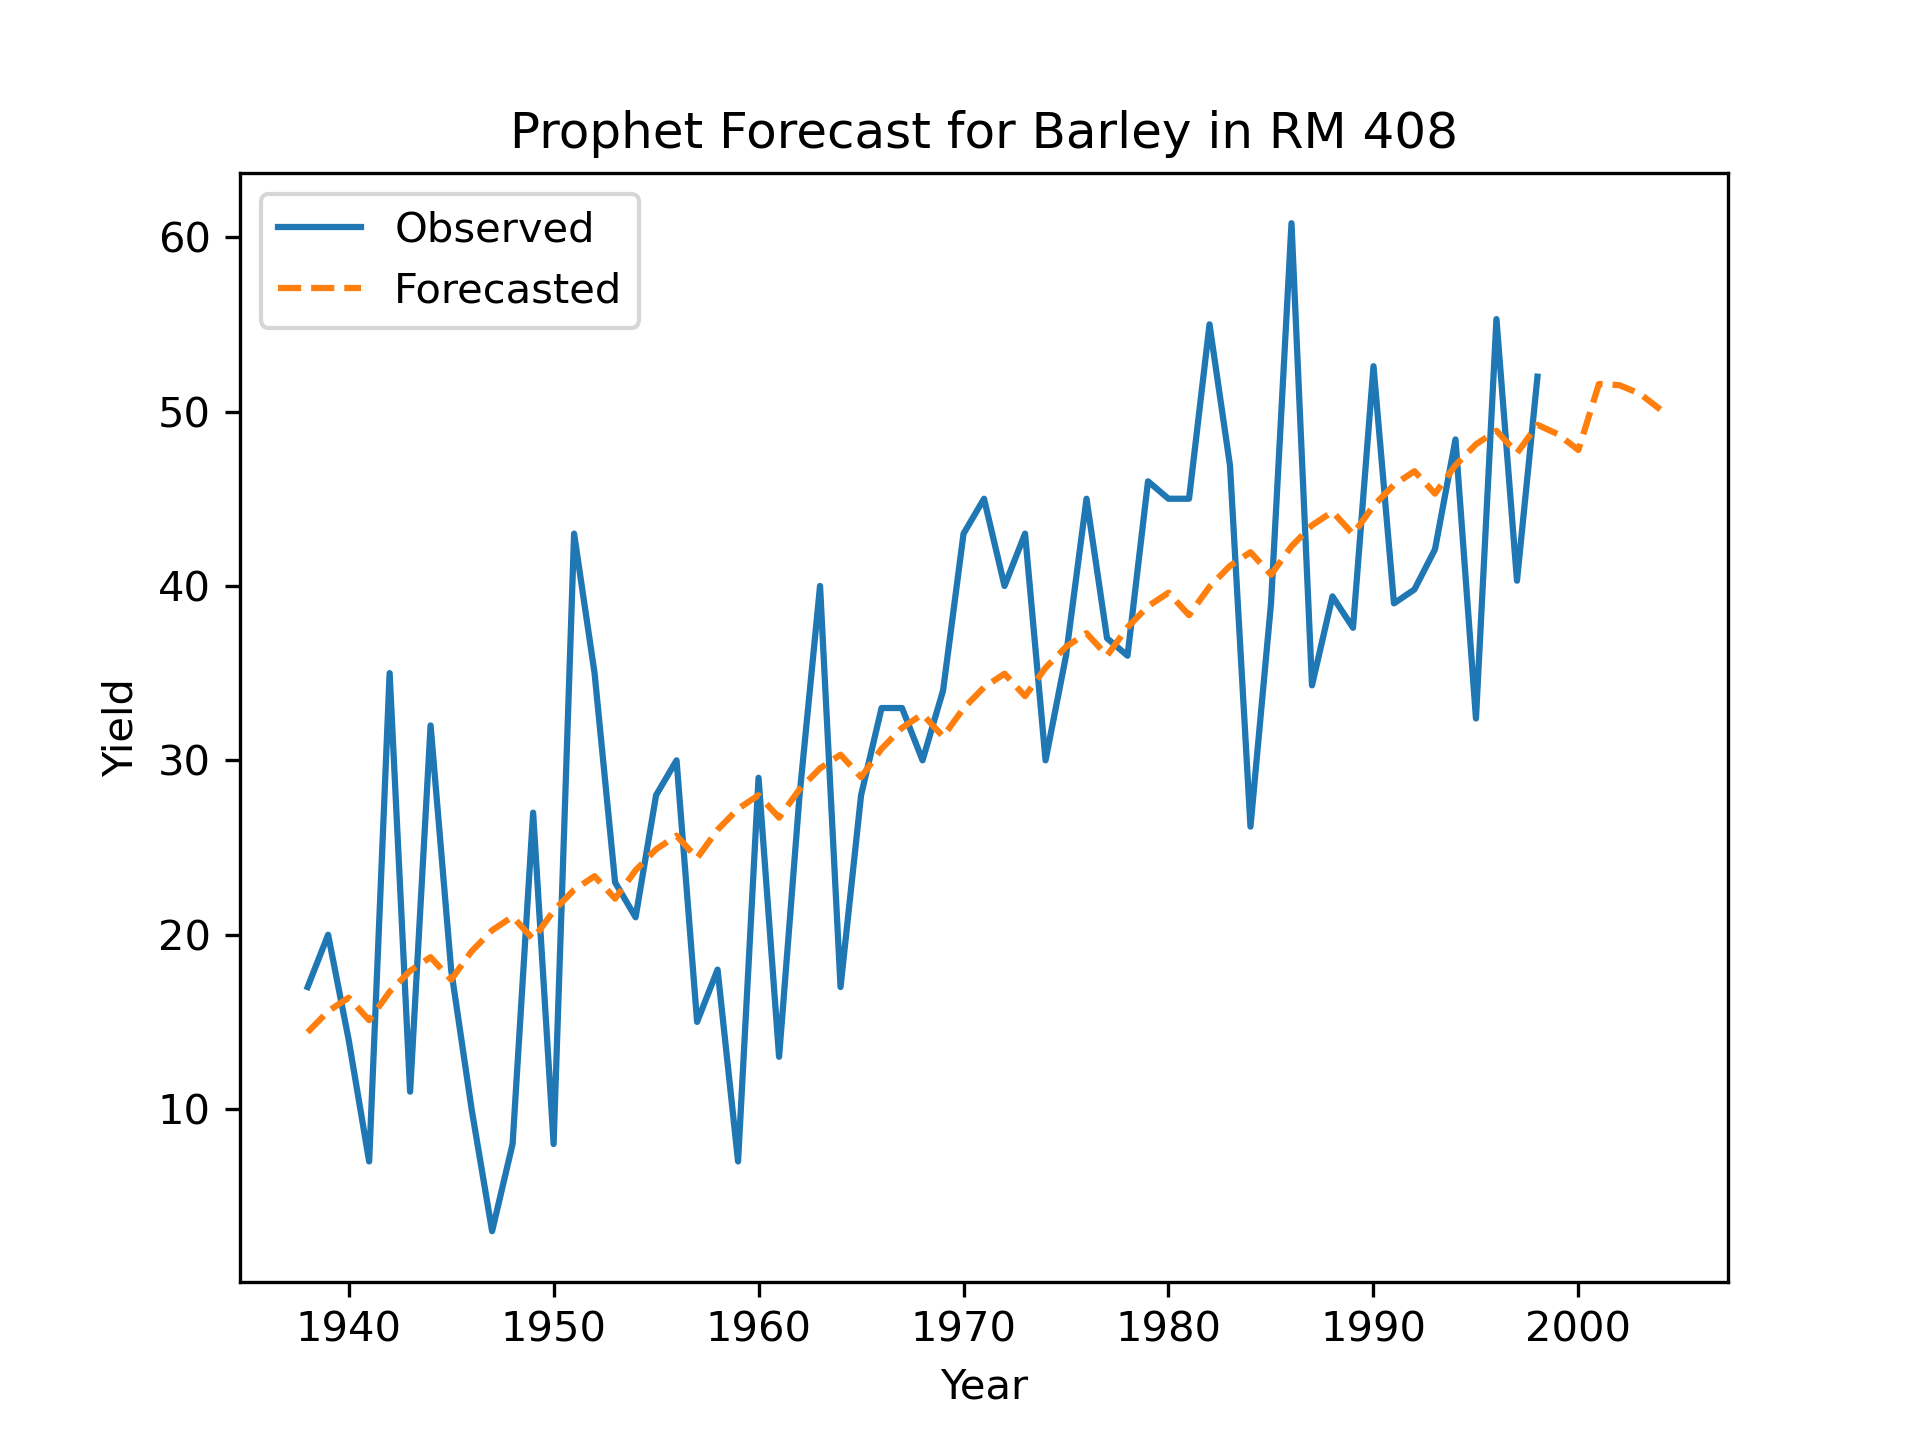 Prophet Forecast for Barley in RM 408
Observed
Forecasted
60
50
40
30
20
10
Yield
1940 1950 1960 1970 1980 1990 2000
Year